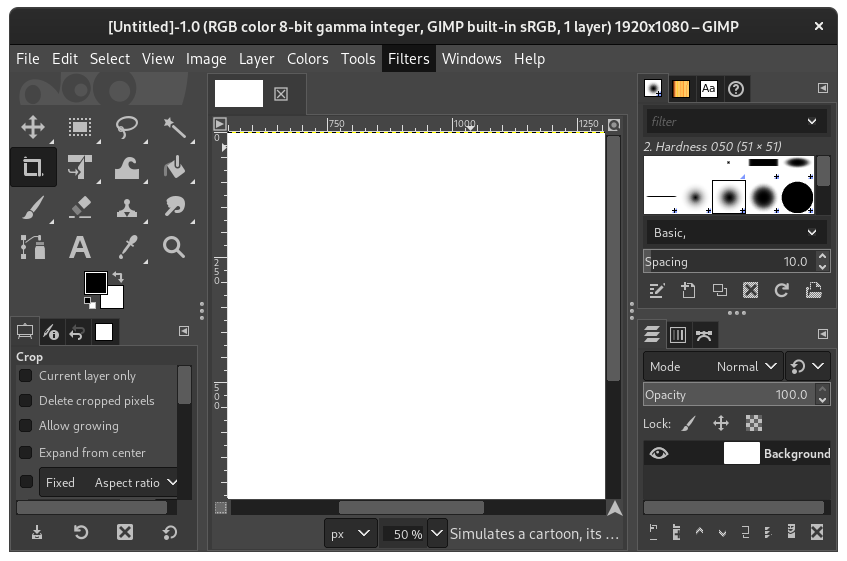 [Untitled]-1.0 (RGB color 8-bit gamma integer, GIMP built-in sRGB, 1 layer) 1920x1080 – GIMP
File Edit Select View Image Layer Colors Tools Filters Windows Help
Aa
750 1000 1250
filter
0
2. Hardness 050 (51 × 51)
Basic,
250
Spacing 10.0
Crop
Current layer only
Mode Normal
Delete cropped pixels
Opacity 100.0
500
Allow growing
Lock:
Expand from center
Background
Fixed Aspect ratio
px 50 % Simulates a cartoon, its ...